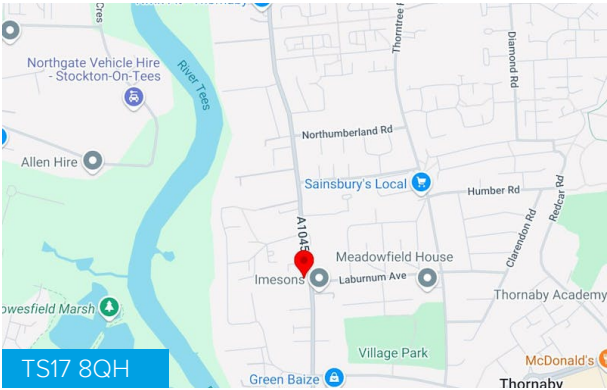 Cres
Northgate Vehicle Hire
- Stockton-On-Tees
River Tees
Thorntree
Diamond Rd
Northumberland Rd
Allen Hire
Sainsbury's Local
Humber Rd
Redcar Rd
Clarendon Rd
A1045
Meadowfield House
Imesons
Laburnum Ave
Thornaby Academy
owesfield Marsh
Village Park
McDonald's
TS17 8QH
Green Baize
Thornaby